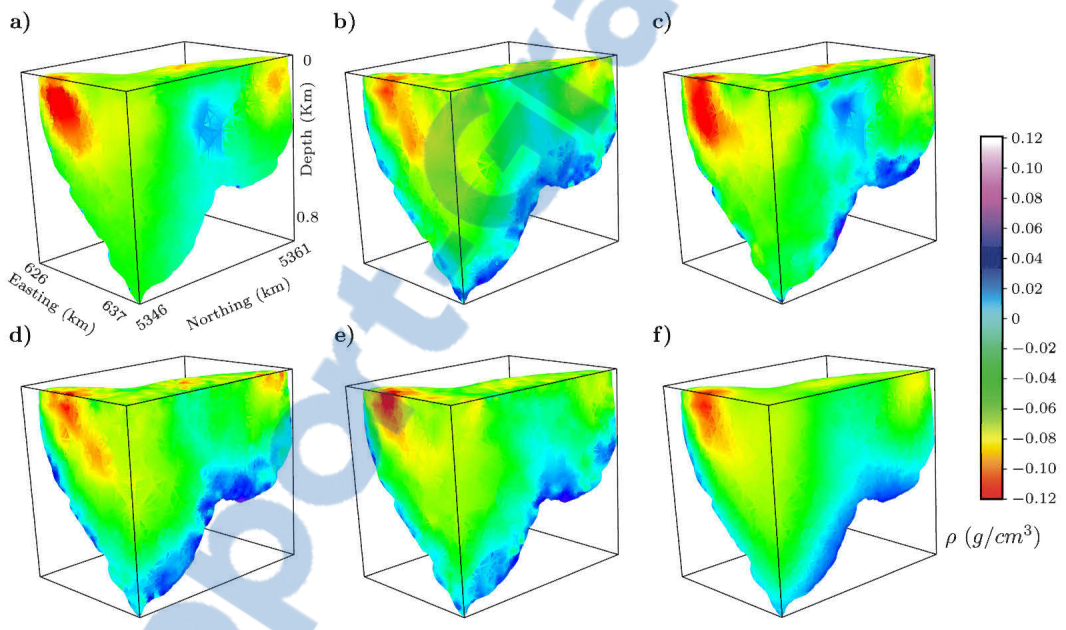 a)
b)
c)
0
Depth (Km)
0.8
626
Easting (km)
637
5346
Northing (km)
5361
d)
e)
f)
0.12
0.10
0.08
0.06
0.04
0.02
0
−0.02
−0.04
−0.06
−0.08
−0.10
−0.12
ρ (g/cm³)